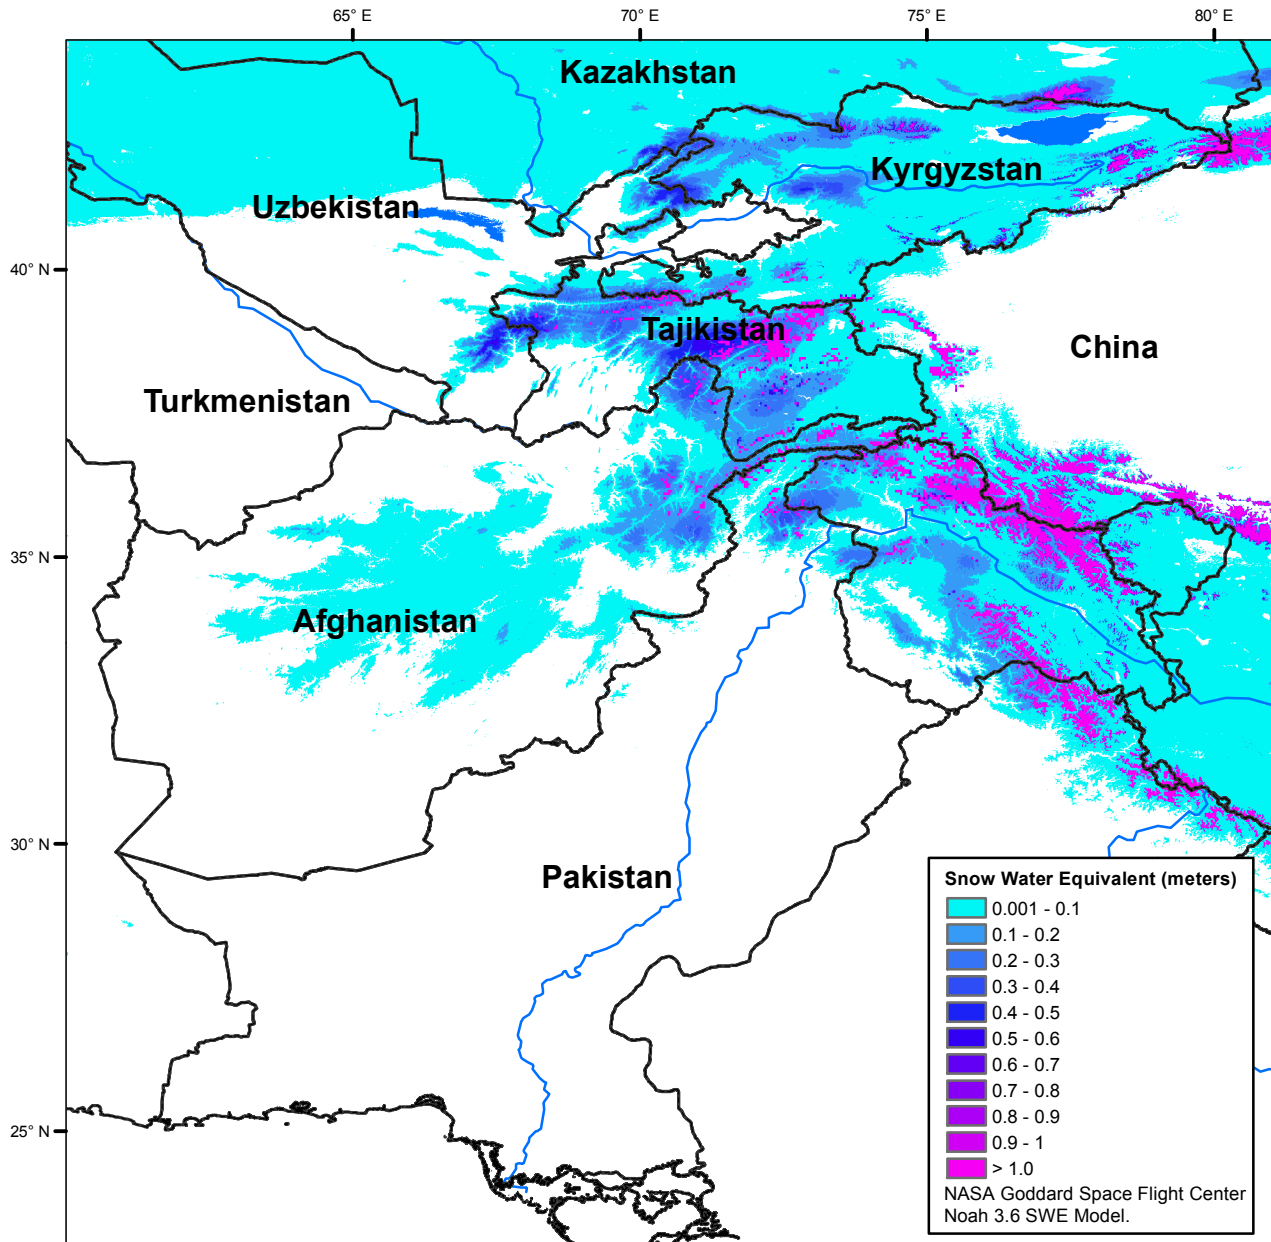 65° E
70° E
75° E
80° E
Kazakhstan
Kyrgyzstan
Uzbekistan
40° N
Tajikistan
China
Turkmenistan
35° N
Afghanistan
30° N
Pakistan
25° N
Snow Water Equivalent (meters)
0.001 - 0.1
0.1 - 0.2
0.2 - 0.3
0.3 - 0.4
0.4 - 0.5
0.5 - 0.6
0.6 - 0.7
0.7 - 0.8
0.8 - 0.9
0.9 - 1
> 1.0
NASA Goddard Space Flight Center
Noah 3.6 SWE Model.